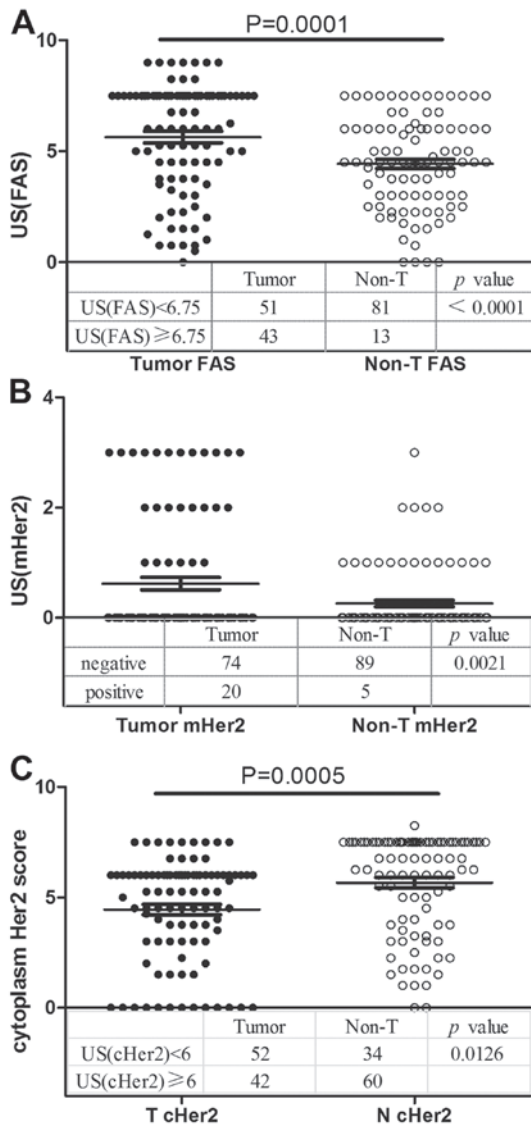 A
P=0.0001
10
5
0
US(FAS)
Tumor Non-T p value
US(FAS)<6.75 51 81 < 0.0001
US(FAS)≥6.75 43 13
Tumor FAS Non-T FAS
B
4
2
0
US(mHer2)
Tumor Non-T p value
negative 74 89 0.0021
positive 20 5
Tumor mHer2 Non-T mHer2
C
P=0.0005
10
5
0
cytoplasm Her2 score
Tumor Non-T p value
US(cHer2)<6 52 34 0.0126
US(cHer2)≥6 42 60
T cHer2 N cHer2